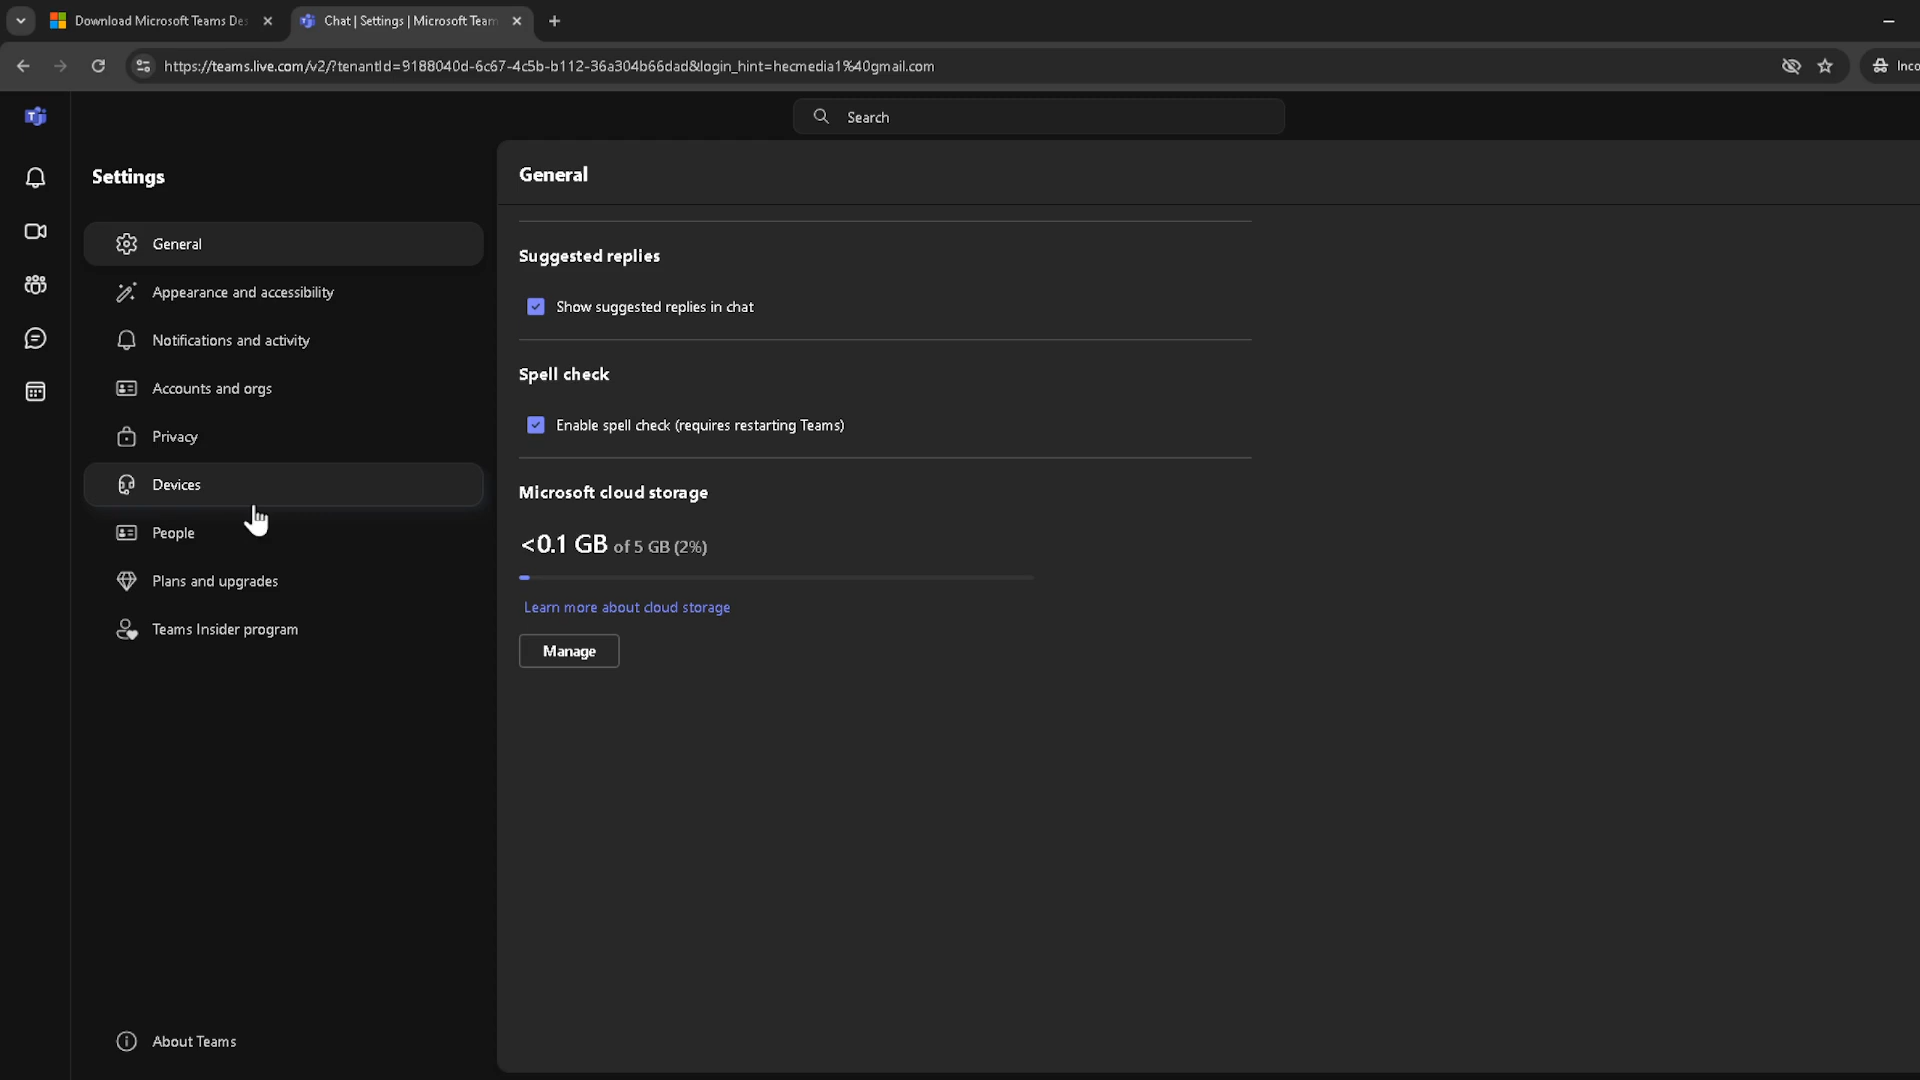 Download Microsoft Teams Des
Chat | Settings | Microsoft Team
https://teams.live.com/v2/?tenantId=9188040d-6c67-4c5b-b112-36a304b66dad&login_hint=hecmedia1%40gmail.com
Inco
Search
Settings
General
Appearance and accessibility
Notifications and activity
Accounts and orgs
Privacy
Devices
People
Plans and upgrades
Teams Insider program
About Teams
General
Suggested replies
Show suggested replies in chat
Spell check
Enable spell check (requires restarting Teams)
Microsoft cloud storage
<0.1 GB of 5 GB (2%)
Learn more about cloud storage
Manage